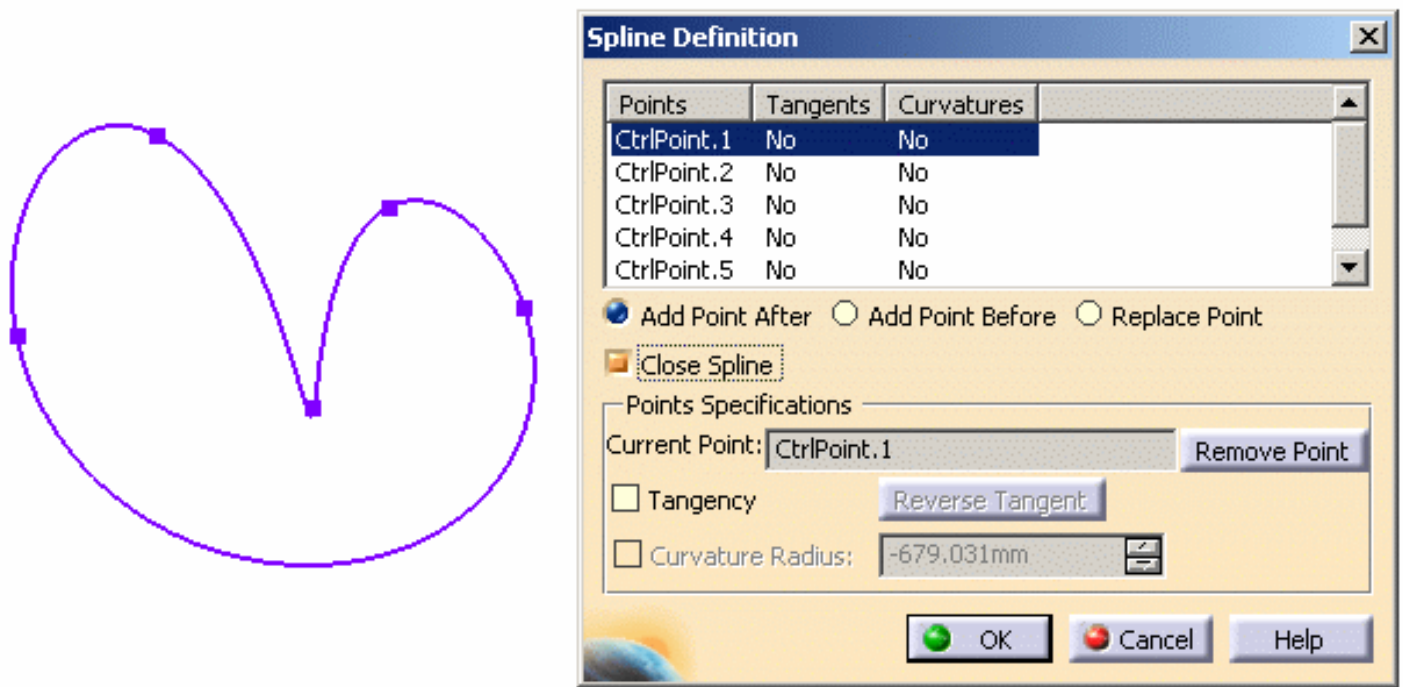 Spline Definition
Points Tangents Curvatures
CtrlPoint.1 No No
CtrlPoint.2 No No
CtrlPoint.3 No No
CtrlPoint.4 No No
CtrlPoint.5 No No
Add Point After Add Point Before Replace Point
Close Spline
Points Specifications
Current Point: CtrlPoint.1 Remove Point
Tangency Reverse Tangent
Curvature Radius: -679.031mm
OK Cancel Help